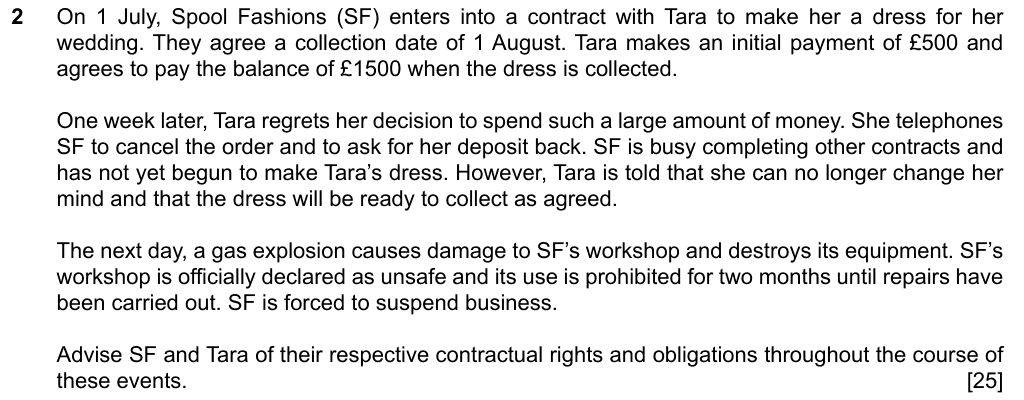 2 On 1 July, Spool Fashions (SF) enters into a contract with Tara to make her a dress for her
wedding. They agree a collection date of 1 August. Tara makes an initial payment of £500 and
agrees to pay the balance of £1500 when the dress is collected.
One week later, Tara regrets her decision to spend such a large amount of money. She telephones
SF to cancel the order and to ask for her deposit back. SF is busy completing other contracts and
has not yet begun to make Tara's dress. However, Tara is told that she can no longer change her
mind and that the dress will be ready to collect as agreed.
The next day, a gas explosion causes damage to SF's workshop and destroys its equipment. SF's
workshop is officially declared as unsafe and its use is prohibited for two months until repairs have
been carried out. SF is forced to suspend business.
Advise SF and Tara of their respective contractual rights and obligations throughout the course of
these events. [25]